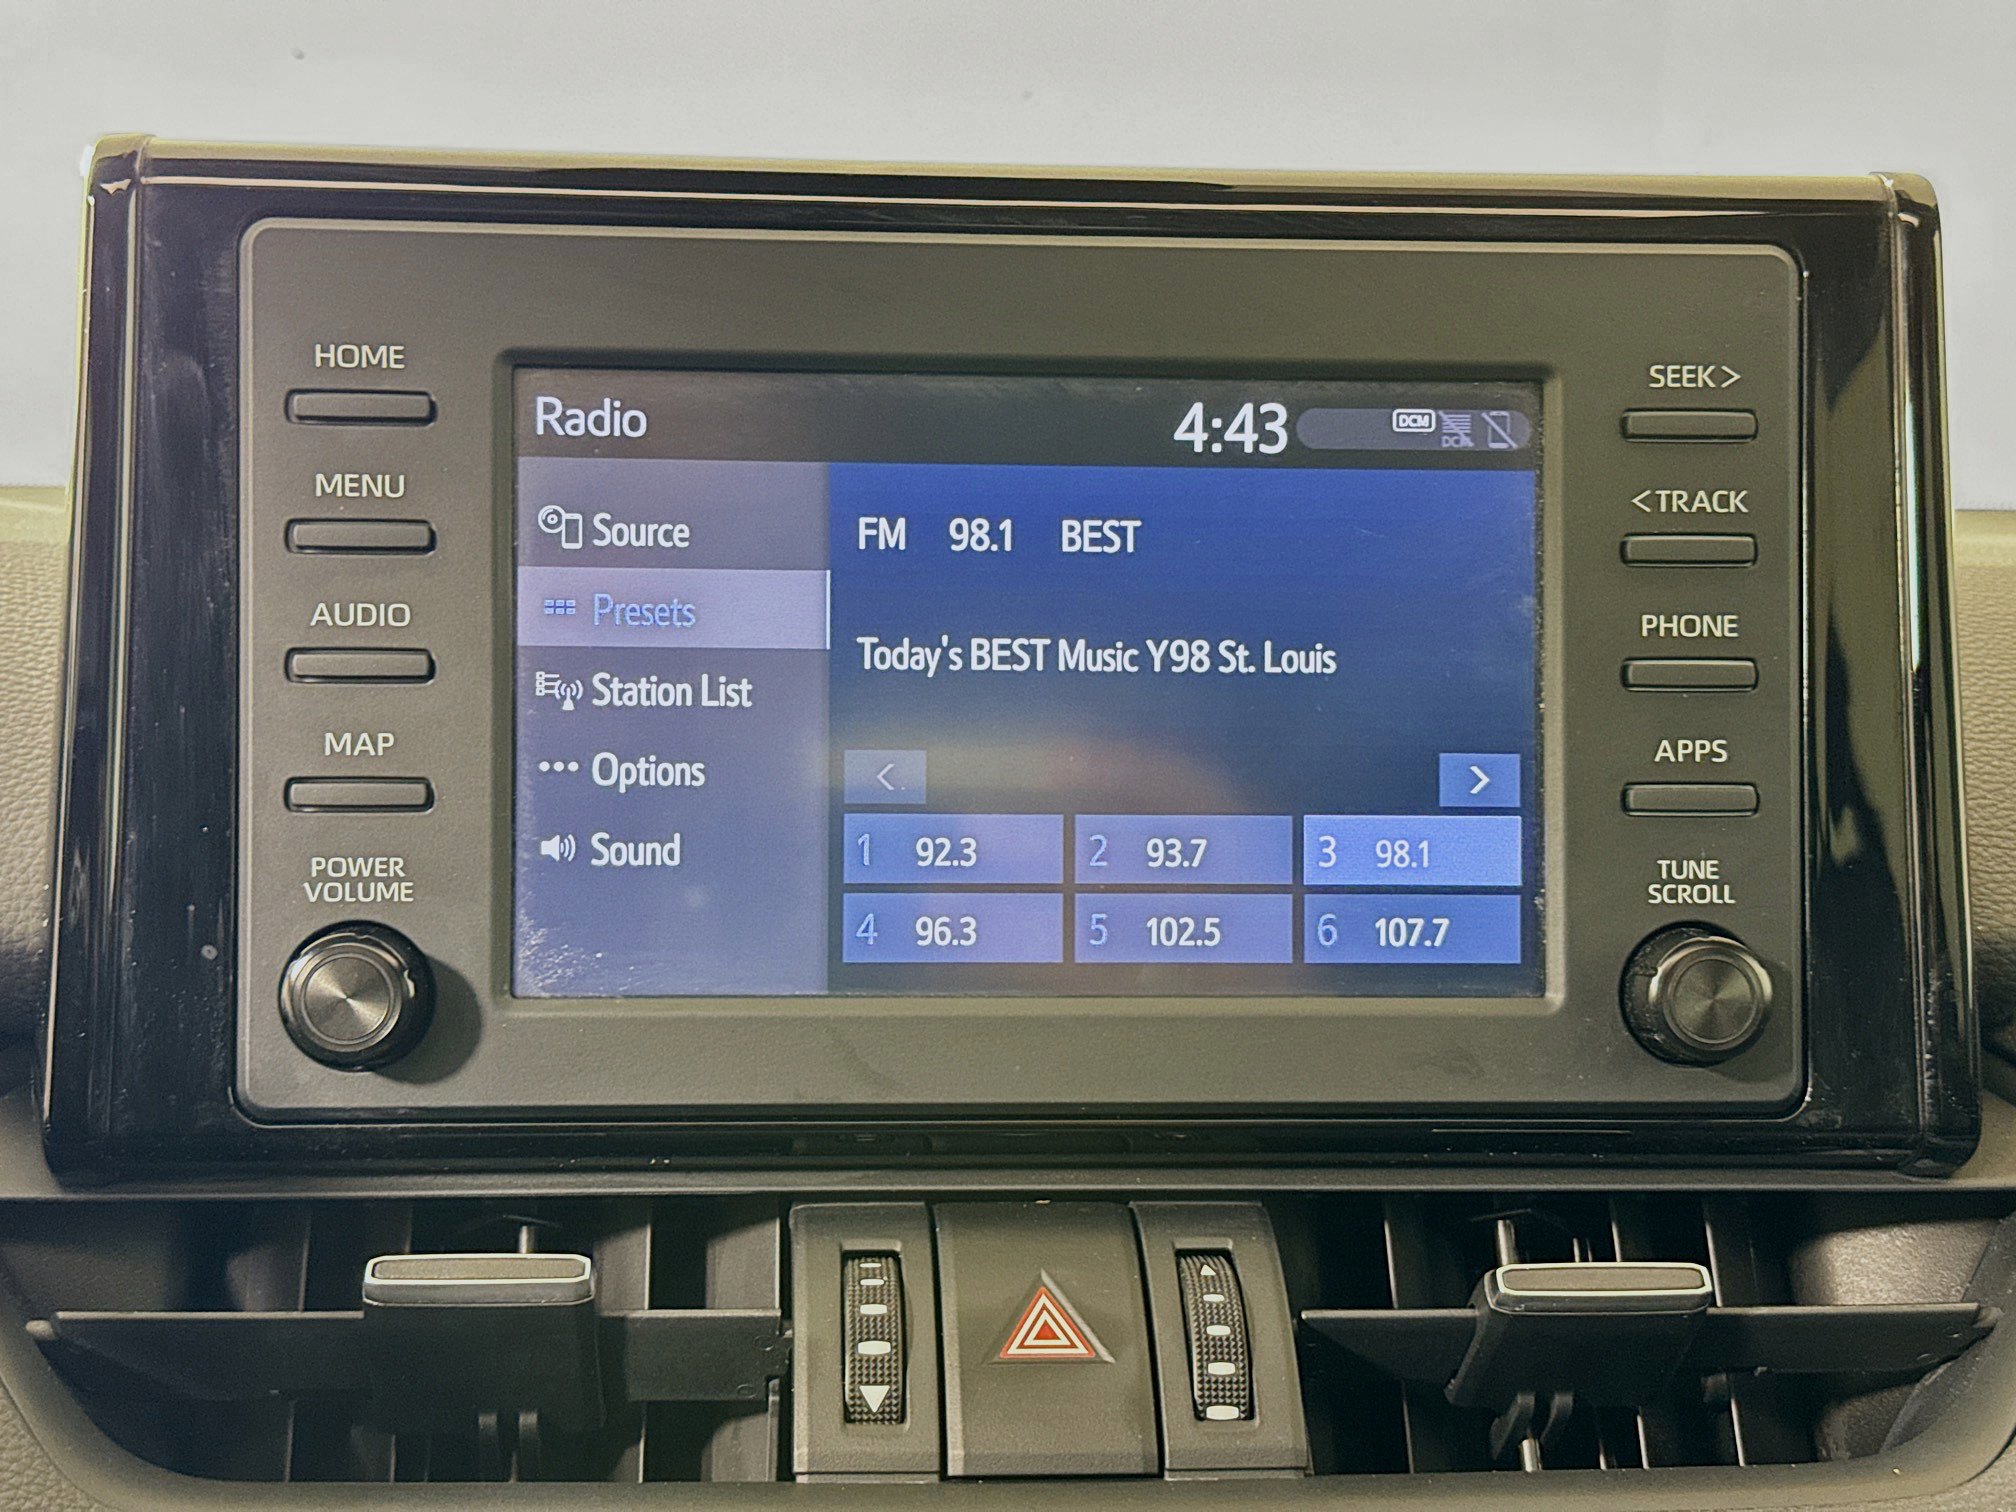 HOME
MENU
AUDIO
MAP
POWER
VOLUME
Radio
4:43
DCM
DCM
Source
Presets
Station List
Options
Sound
FM 98.1 BEST
Today's BEST Music Y98 St. Louis
< >
1 92.3 2 93.7 3 98.1
4 96.3 5 102.5 6 107.7
SEEK >
< TRACK
PHONE
APPS
TUNE
SCROLL